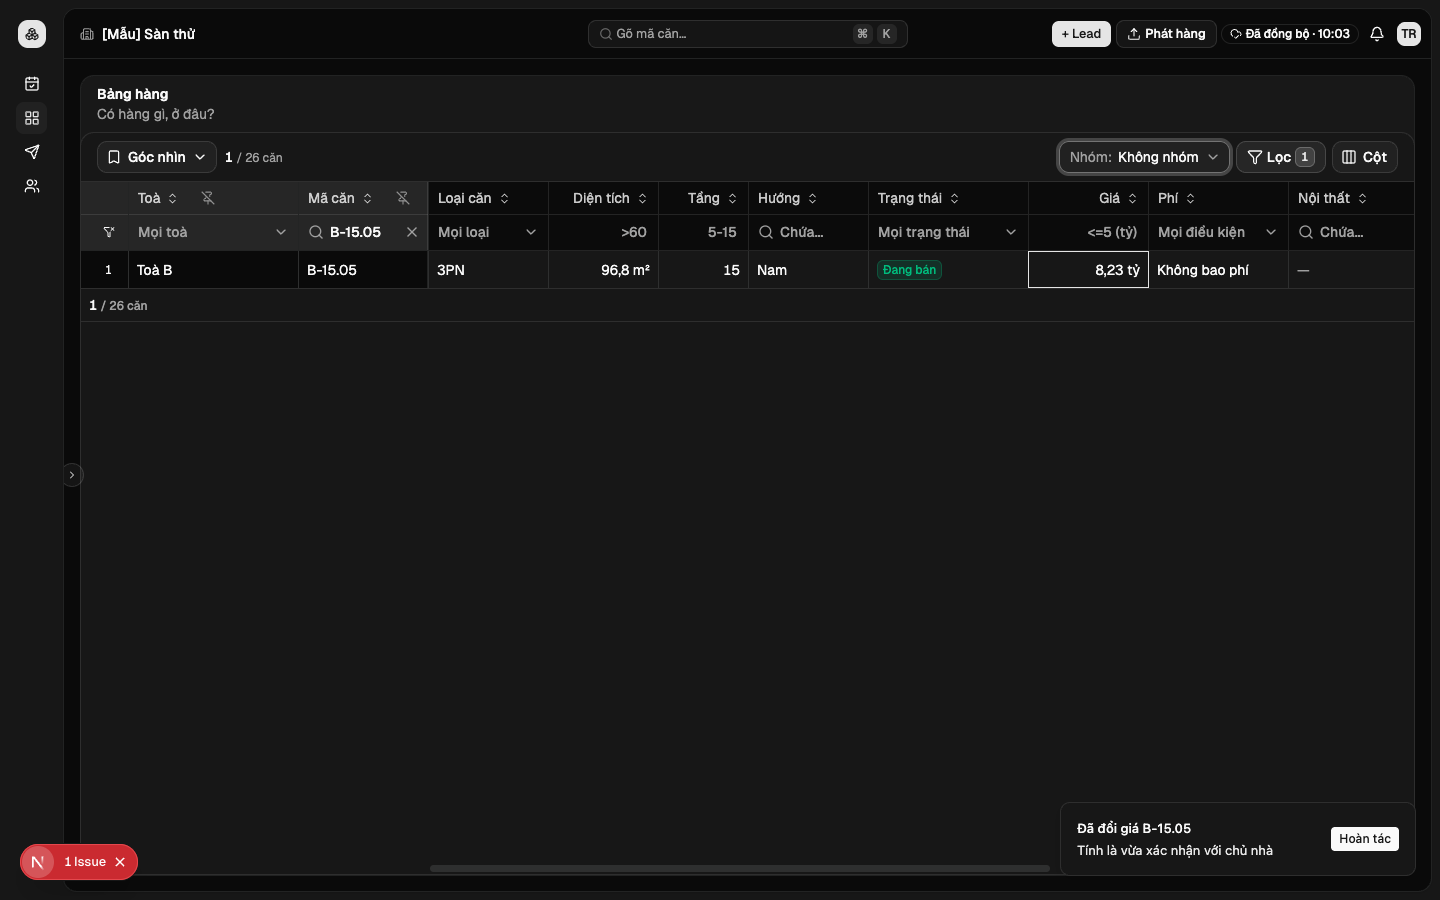 [Mẫu] Sàn thử
Gõ mã căn...
⌘ K
+ Lead
Phát hàng
Đã đồng bộ · 10:03
TR
Bảng hàng
Có hàng gì, ở đâu?
Góc nhìn
1 / 26 căn
Nhóm: Không nhóm
Lọc 1
Cột
Toà Mã căn Loại căn Diện tích Tầng Hướng Trạng thái Giá Phí Nội thất
Mọi toà B-15.05 Mọi loại >60 5-15 Chứa... Mọi trạng thái <=5 (tỷ) Mọi điều kiện Chứa...
1 Toà B B-15.05 3PN 96,8 m² 15 Nam Đang bán 8,23 tỷ Không bao phí —
1 / 26 căn
Đã đổi giá B-15.05
Tính là vừa xác nhận với chủ nhà
Hoàn tác
N 1 Issue